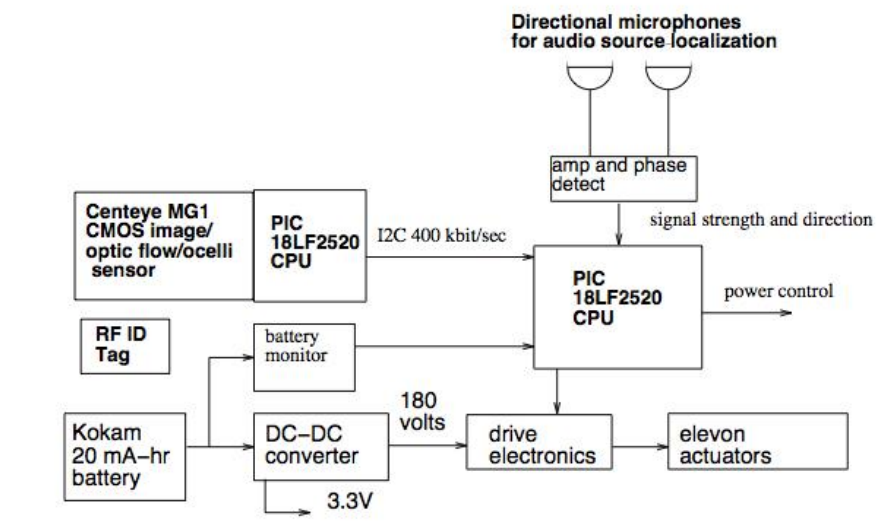 Directional microphones
for audio source localization
amp and phase
detect
signal strength and direction
Centeye MG1
CMOS image/
optic flow/ocelli
sensor
PIC
18LF2520
CPU
I2C 400 kbit/sec
PIC
18LF2520
CPU
power control
RF ID
Tag
battery
monitor
Kokam
20 mA-hr
battery
DC-DC
converter
180
volts
3.3V
drive
electronics
elevon
actuators